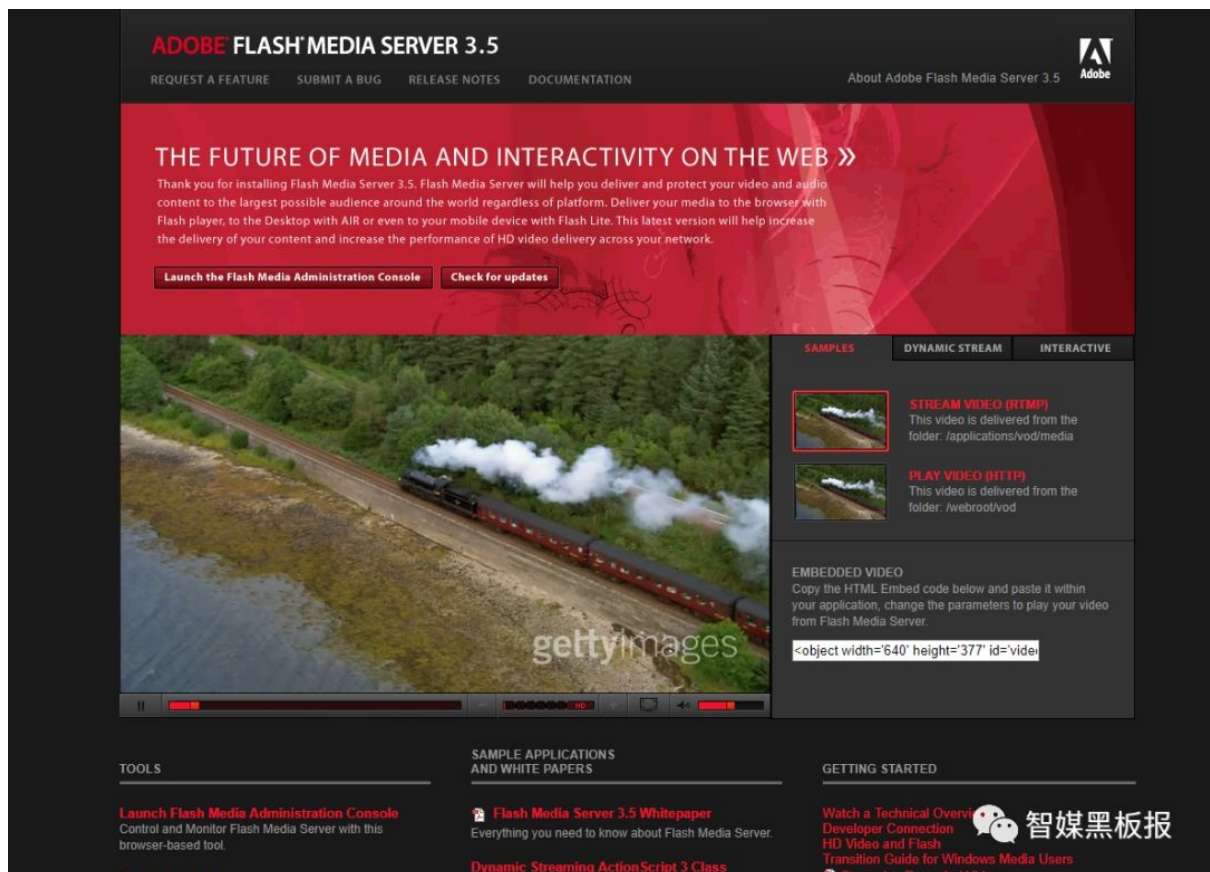 ADOBE® FLASH® MEDIA SERVER 3.5
REQUEST A FEATURE SUBMIT A BUG RELEASE NOTES DOCUMENTATION
About Adobe Flash Media Server 3.5
Adobe
THE FUTURE OF MEDIA AND INTERACTIVITY ON THE WEB »
Thank you for installing Flash Media Server 3.5. Flash Media Server will help you deliver and protect your video and audio
content to the largest possible audience around the world regardless of platform. Deliver your media to the browser with
Flash player, to the Desktop with AIR or even to your mobile device with Flash Lite. This latest version will help increase
the delivery of your content and increase the performance of HD video delivery across your network.
Launch the Flash Media Administration Console Check for updates
gettyimages
HD
SAMPLES DYNAMIC STREAM INTERACTIVE
STREAM VIDEO (RTMP)
This video is delivered from the
folder: /applications/vod/media
PLAY VIDEO (HTTP)
This video is delivered from the
folder: /webroot/vod
EMBEDDED VIDEO
Copy the HTML Embed code below and paste it within
your application, change the parameters to play your video
from Flash Media Server.
<object width='640' height='377' id='vide
TOOLS
Launch Flash Media Administration Console
Control and Monitor Flash Media Server with this
browser-based tool.
SAMPLE APPLICATIONS
AND WHITE PAPERS
Flash Media Server 3.5 Whitepaper
Everything you need to know about Flash Media Server.
Dynamic Streaming ActionScript 3 Class
GETTING STARTED
Watch a Technical
Developer Connection
HD Video and Flash
Transition Guide for Windows Media Users
智媒黑板报